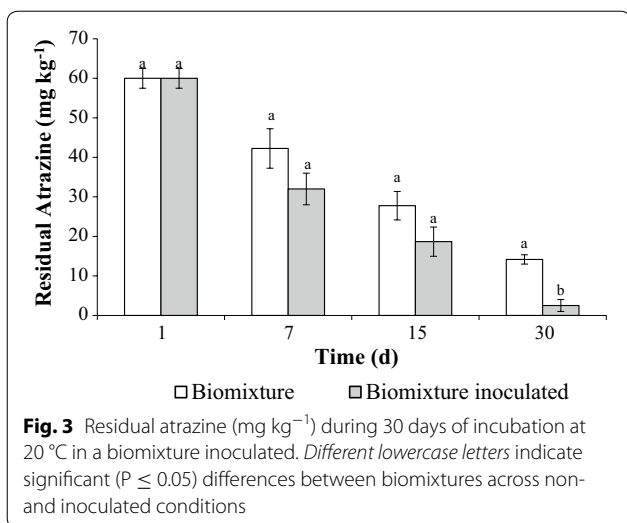 Residual Atrazine (mg kg⁻¹)
70
60
50
40
30
20
10
0
a a
a
a
a
a
a
b
1 7 15 30
Time (d)
Biomixture Biomixture inoculated
Fig. 3 Residual atrazine (mg kg⁻¹) during 30 days of incubation at
20 °C in a biomixture inoculated. Different lowercase letters indicate
significant (P ≤ 0.05) differences between biomixtures across non-
and inoculated conditions